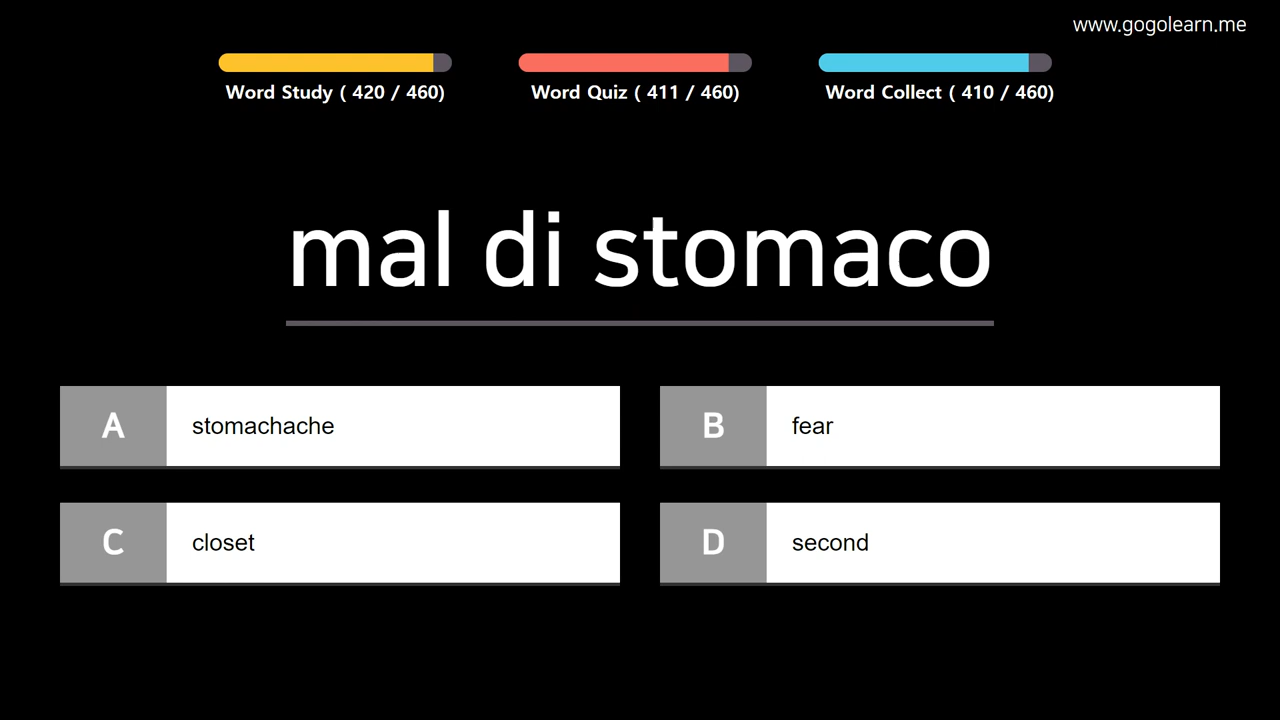 www.gogolearn.me
Word Study ( 420 / 460)
Word Quiz ( 411 / 460)
Word Collect ( 410 / 460)
mal di stomaco
A stomachache
B fear
C closet
D second